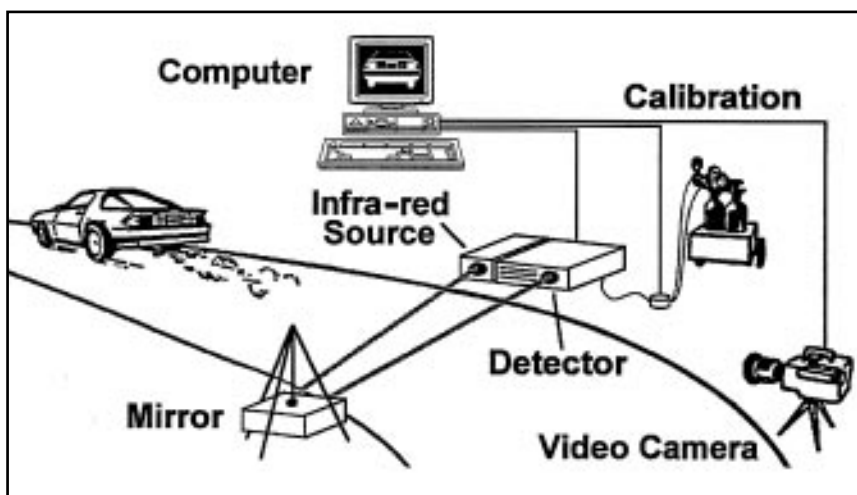 Computer
Calibration
Infra-red
Source
Detector
Mirror
Video Camera